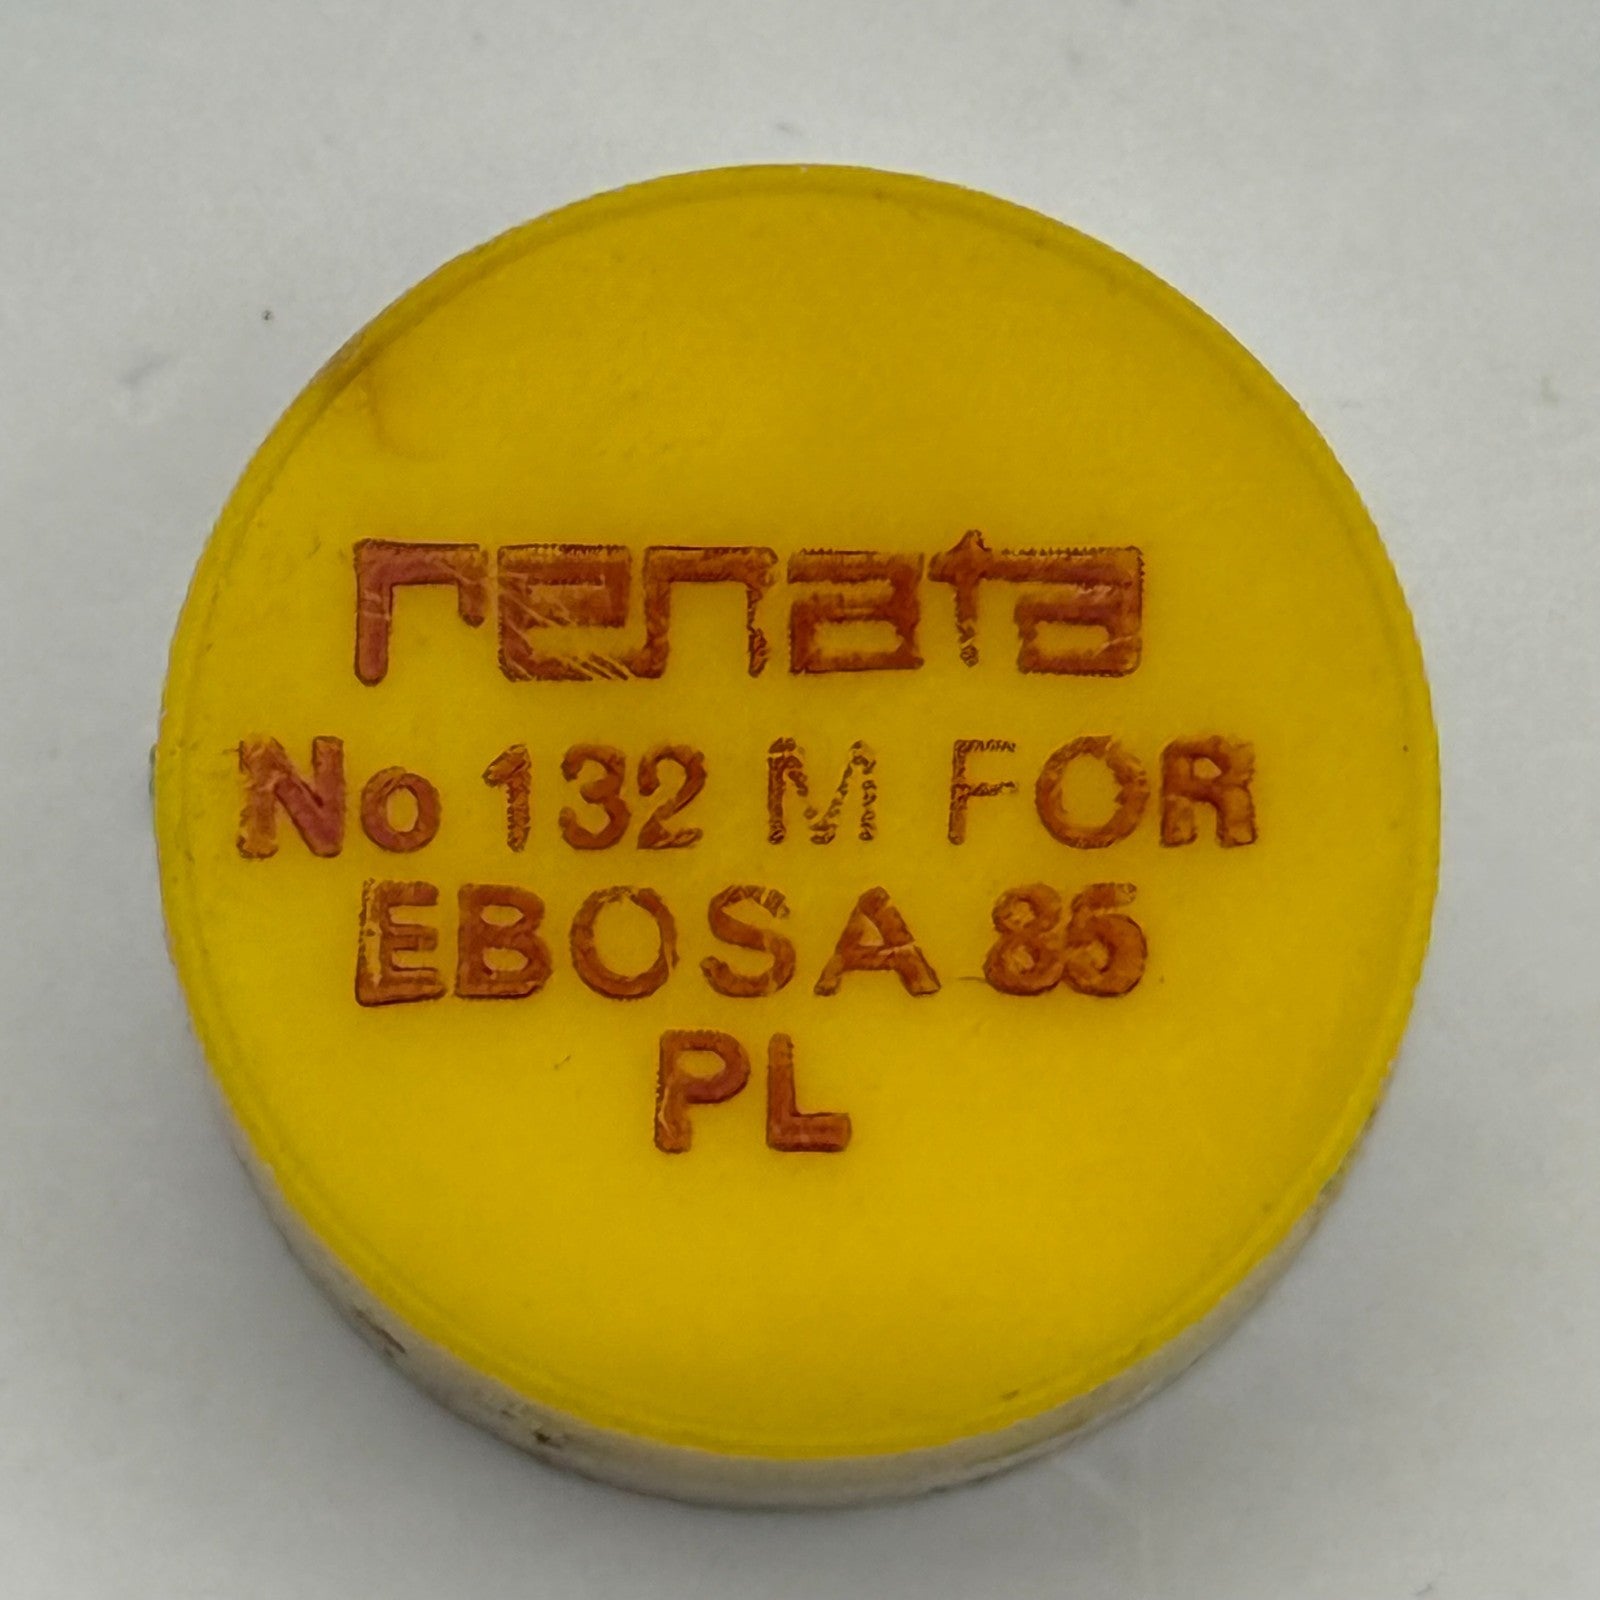 renata
No 132 M FOR
EBOSA 85
PL